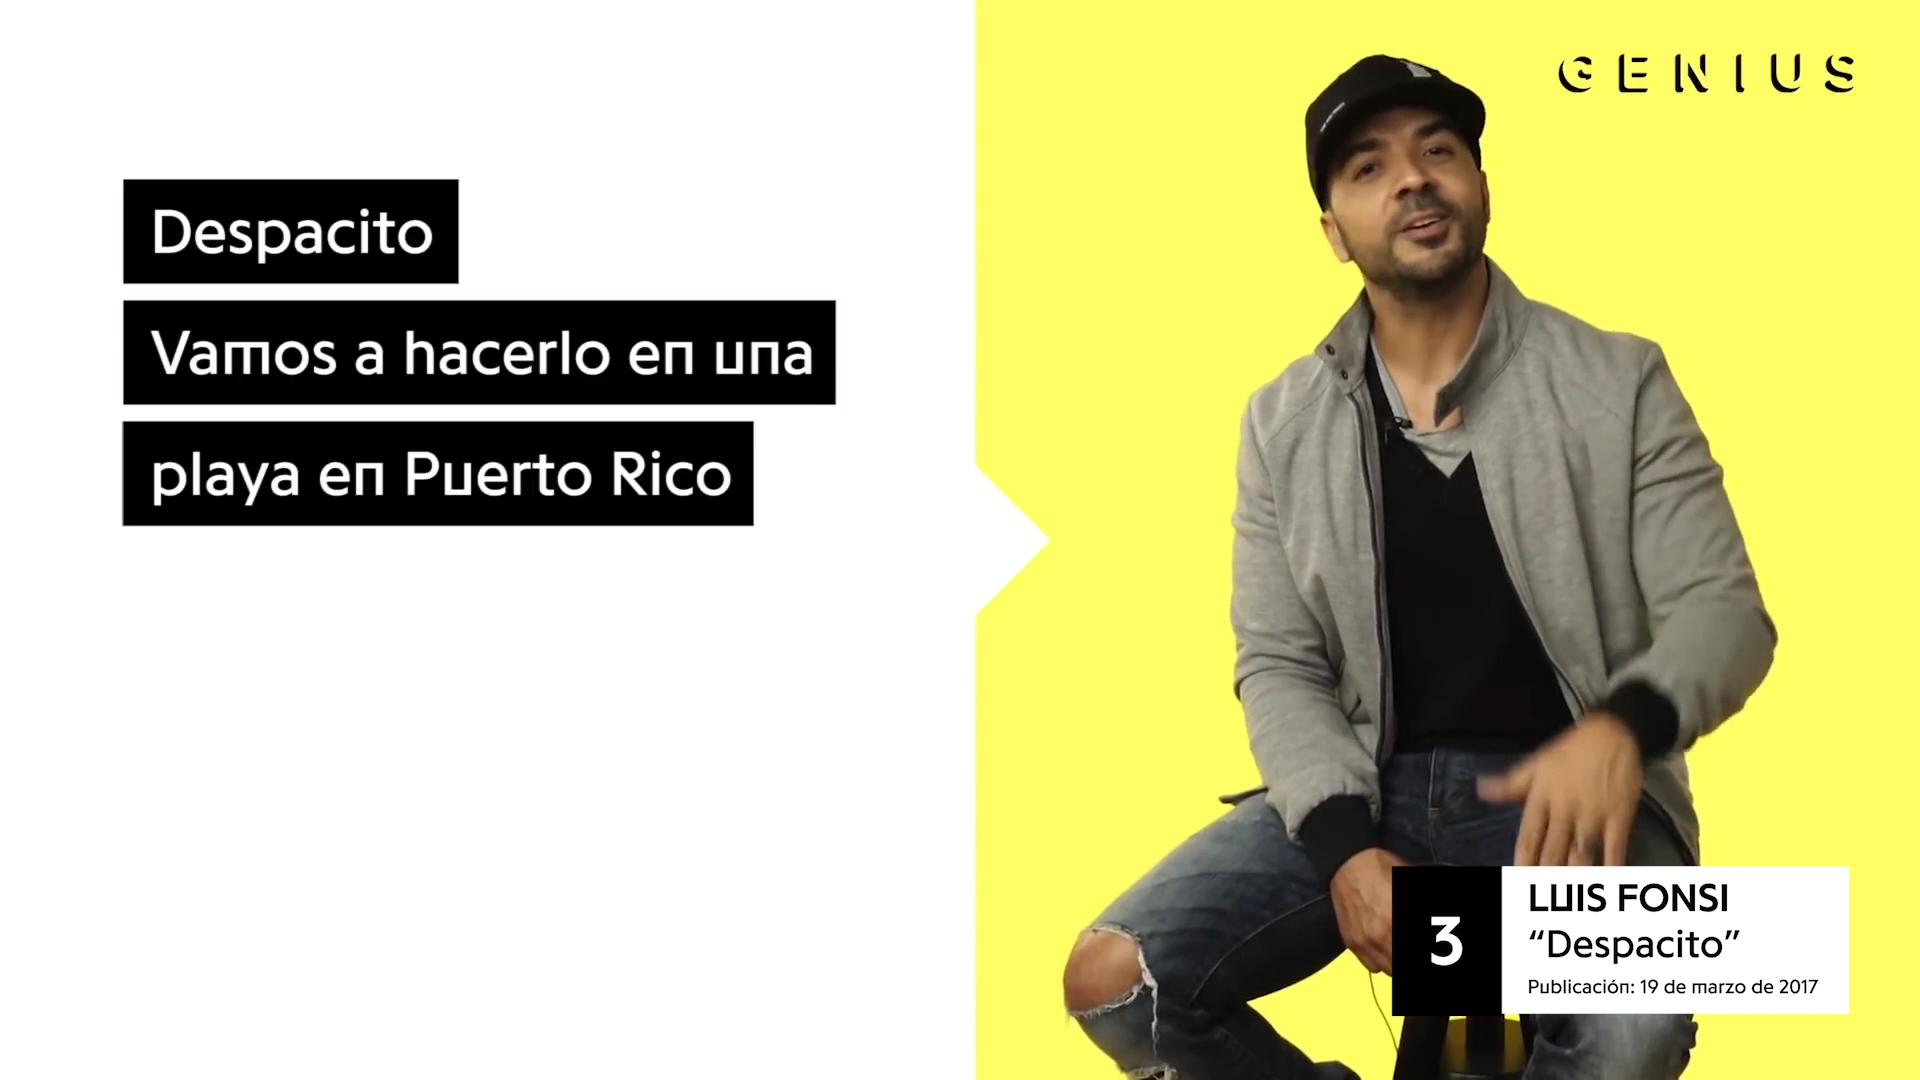 GENIUS
Despacito
Vamos a hacerlo en una
playa en Puerto Rico
3
LUIS FONSI
“Despacito”
Publicación: 19 de marzo de 2017